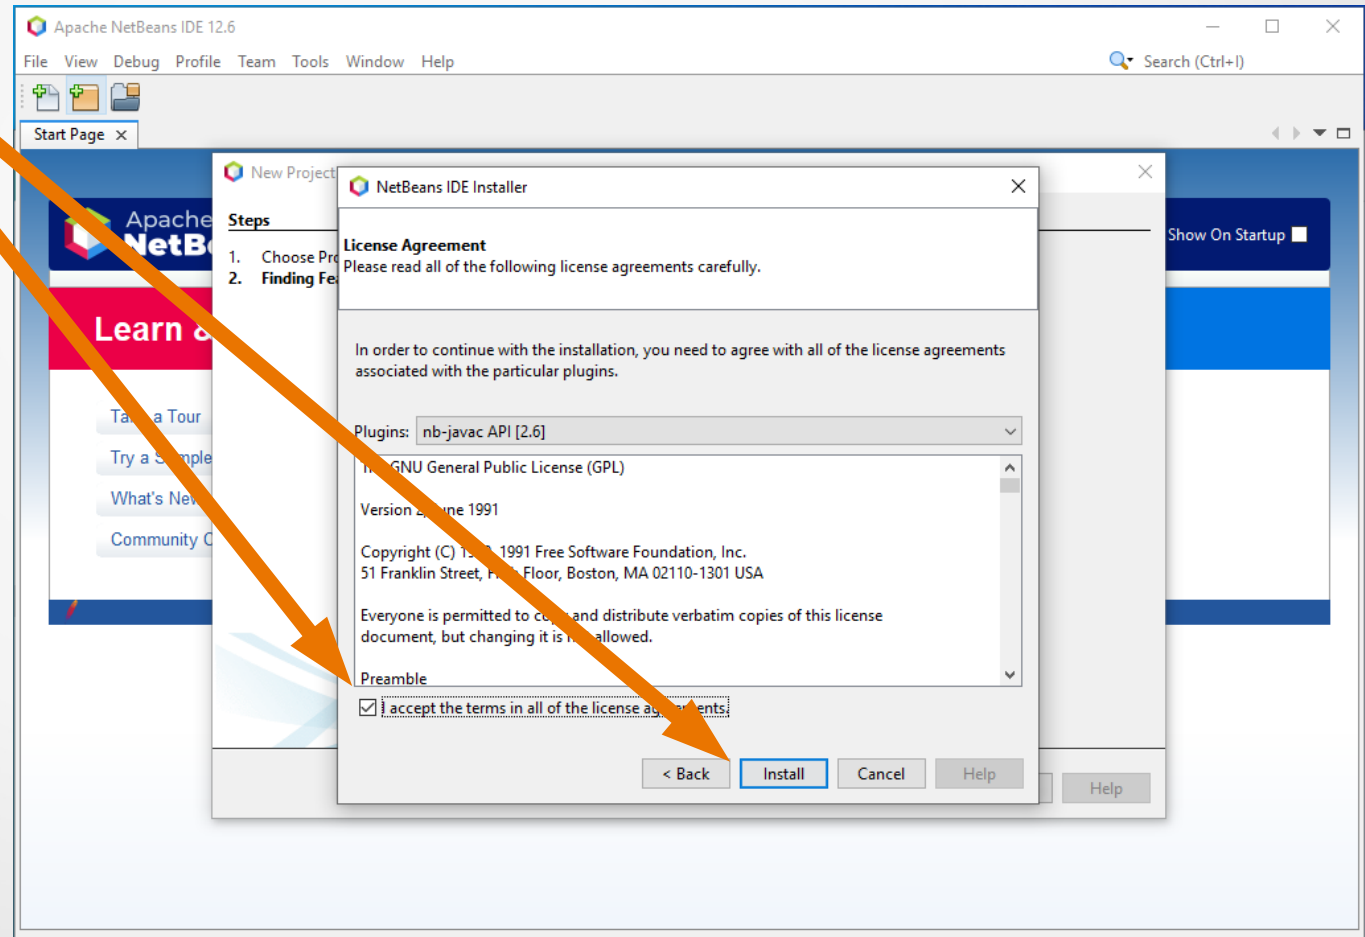 Apache NetBeans IDE 12.6
File View Debug Profile Team Tools Window Help
Search (Ctrl+I)
Start Page
New Project
NetBeans IDE Installer
Steps
1. Choose
2. Finding
Apache
Show On Startup
License Agreement
Please read all of the following license agreements carefully.
Learn &
In order to continue with the installation, you need to agree with all of the license agreements
associated with the particular plugins.
a Tour
Try a
What's
Community
Plugins: nb-javac API [2.6]
GNU General Public License (GPL)
Version 1991
Copyright (C) 1991 Free Software Foundation, Inc.
51 Franklin Street, Floor, Boston, MA 02110-1301 USA
Everyone is permitted to and distribute verbatim copies of this license
document, but changing it is allowed.
Preamble
I accept the terms in all of the license agreements.
< Back Install Cancel Help
Help